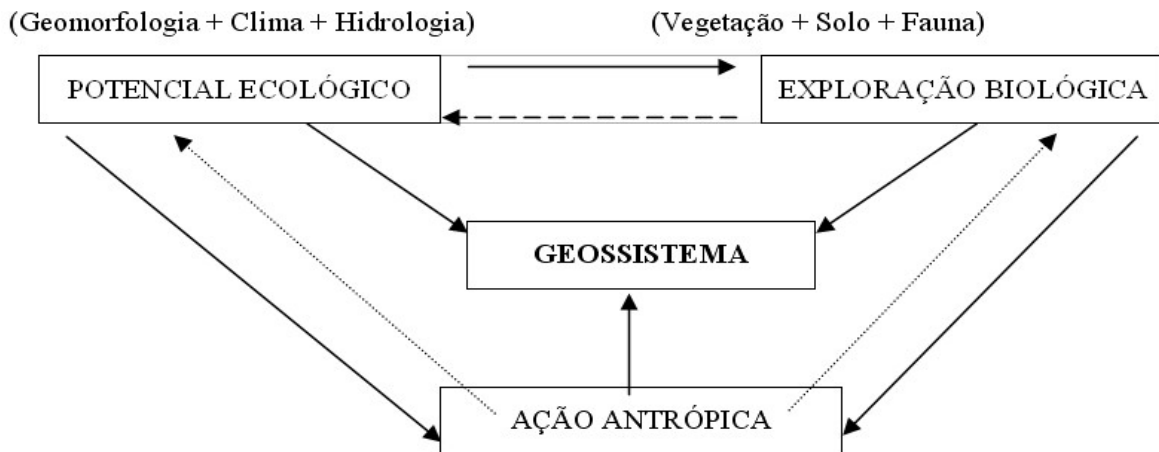 (Geomorfologia + Clima + Hidrologia)
(Vegetação + Solo + Fauna)
POTENCIAL ECOLÓGICO
EXPLORAÇÃO BIOLÓGICA
GEOSSISTEMA
AÇÃO ANTRÓPICA